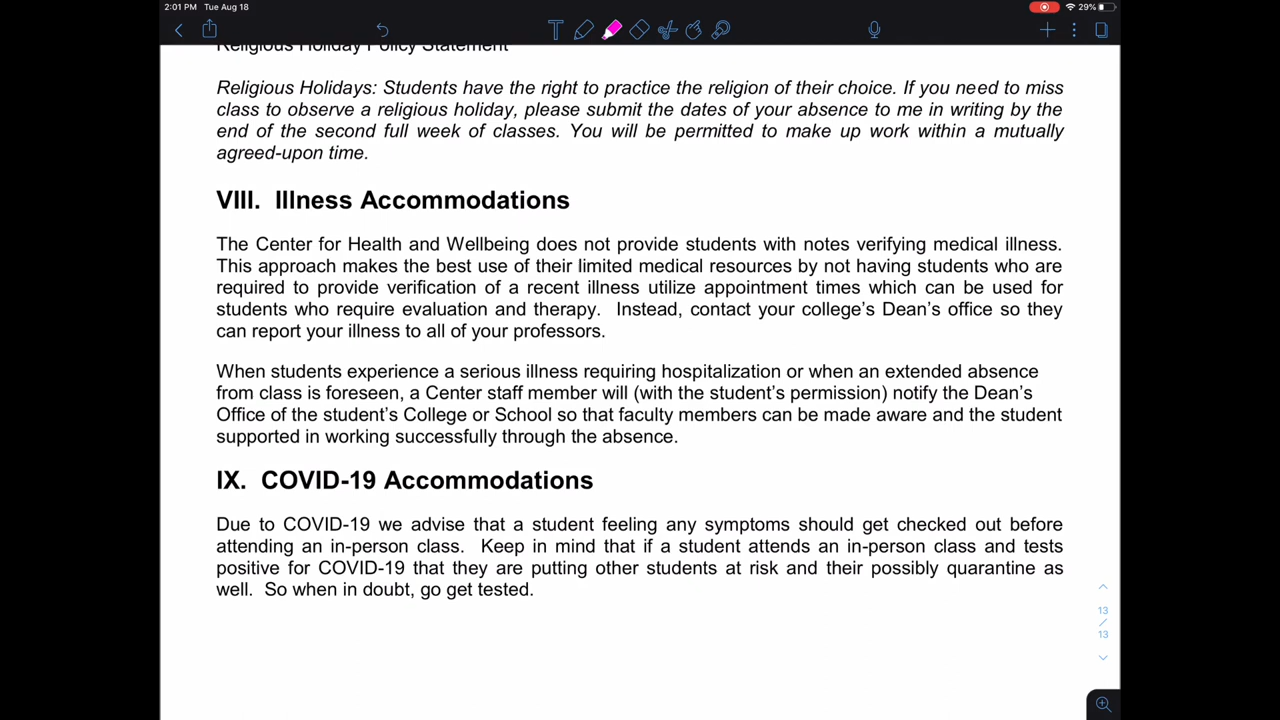 2:01 PM Tue Aug 18
29%
T
Religious Holiday Policy Statement
Religious Holidays: Students have the right to practice the religion of their choice. If you need to miss
class to observe a religious holiday, please submit the dates of your absence to me in writing by the
end of the second full week of classes. You will be permitted to make up work within a mutually
agreed-upon time.
VIII. Illness Accommodations
The Center for Health and Wellbeing does not provide students with notes verifying medical illness.
This approach makes the best use of their limited medical resources by not having students who are
required to provide verification of a recent illness utilize appointment times which can be used for
students who require evaluation and therapy. Instead, contact your college’s Dean’s office so they
can report your illness to all of your professors.
When students experience a serious illness requiring hospitalization or when an extended absence
from class is foreseen, a Center staff member will (with the student’s permission) notify the Dean’s
Office of the student’s College or School so that faculty members can be made aware and the student
supported in working successfully through the absence.
IX. COVID-19 Accommodations
Due to COVID-19 we advise that a student feeling any symptoms should get checked out before
attending an in-person class. Keep in mind that if a student attends an in-person class and tests
positive for COVID-19 that they are putting other students at risk and their possibly quarantine as
well. So when in doubt, go get tested.
13
/
13